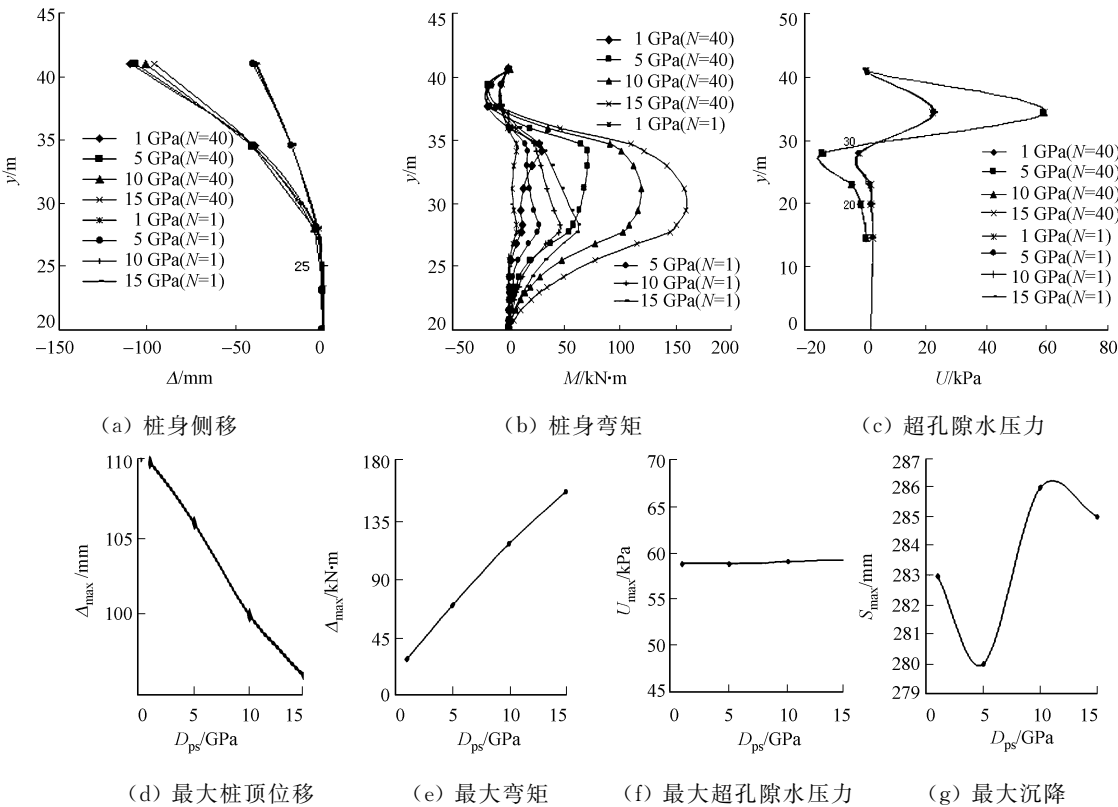 45
40
35
30
25
20
y/m
1 GPa(N=40)
5 GPa(N=40)
10 GPa(N=40)
15 GPa(N=40)
1 GPa(N=1)
5 GPa(N=1)
10 GPa(N=1)
15 GPa(N=1)
25
−150 −100 −50 0
Δ/mm
(a) 桩身侧移
45
40
35
30
25
20
y/m
1 GPa(N=40)
5 GPa(N=40)
10 GPa(N=40)
15 GPa(N=40)
1 GPa(N=1)
5 GPa(N=1)
10 GPa(N=1)
15 GPa(N=1)
−50 0 50 100 150 200
M/kN·m
(b) 桩身弯矩
50
40
30
20
10
0
y/m
30
20
1 GPa(N=40)
5 GPa(N=40)
10 GPa(N=40)
15 GPa(N=40)
1 GPa(N=1)
5 GPa(N=1)
10 GPa(N=1)
15 GPa(N=1)
−20 0 20 40 60 80
U/kPa
(c) 超孔隙水压力
110
105
100
Δmax/mm
0 5 10 15
Dps/GPa
(d) 最大桩顶位移
180
135
90
45
0
Δmax/kN·m
0 5 10 15
Dps/GPa
(e) 最大弯矩
70
67
59
58
51
45
Umax/kPa
0 5 10 15
Dps/GPa
(f) 最大超孔隙水压力
287
286
285
284
283
282
281
280
279
Smax/mm
0 5 10 15
Dps/GPa
(g) 最大沉降